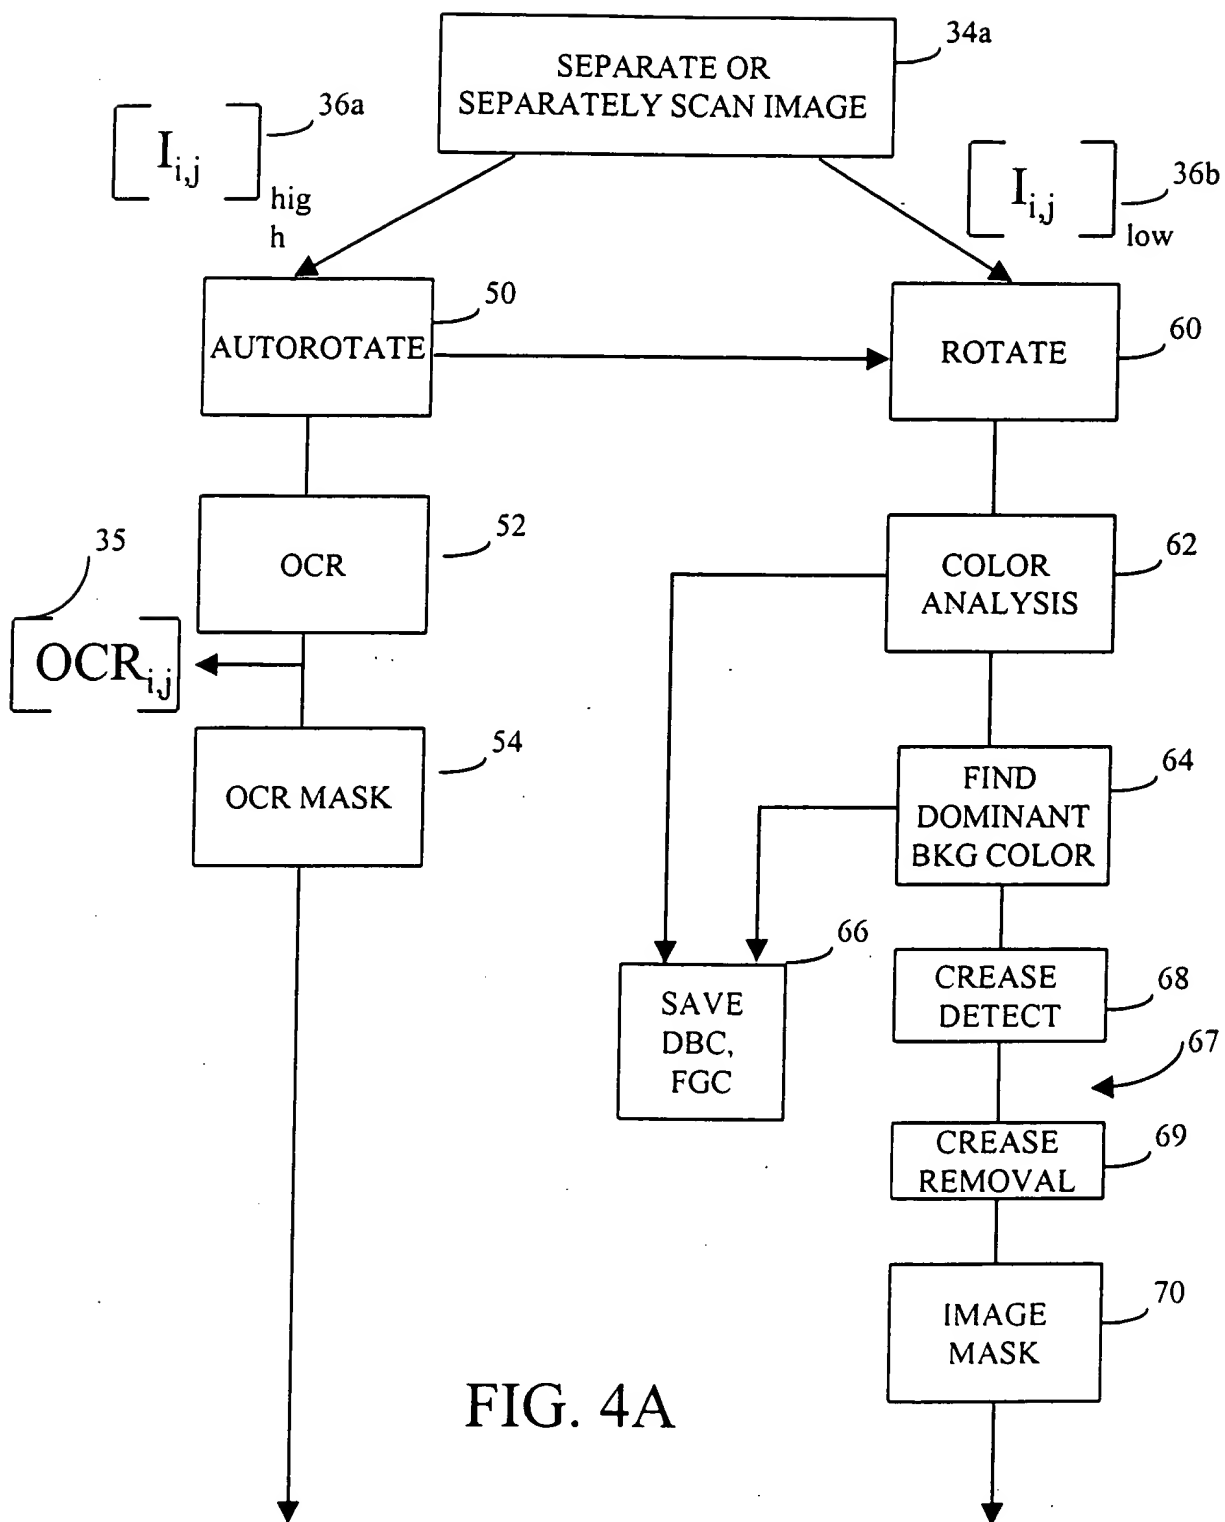 34a
SEPARATE OR
SEPARATELY SCAN IMAGE
36a
I i,j
hig
h
36b
I i,j
low
50
AUTOROTATE
60
ROTATE
52
OCR
35
OCR i,j
62
COLOR
ANALYSIS
54
OCR MASK
64
FIND
DOMINANT
BKG COLOR
66
SAVE
DBC,
FGC
68
CREASE
DETECT
67
69
CREASE
REMOVAL
70
IMAGE
MASK
FIG. 4A